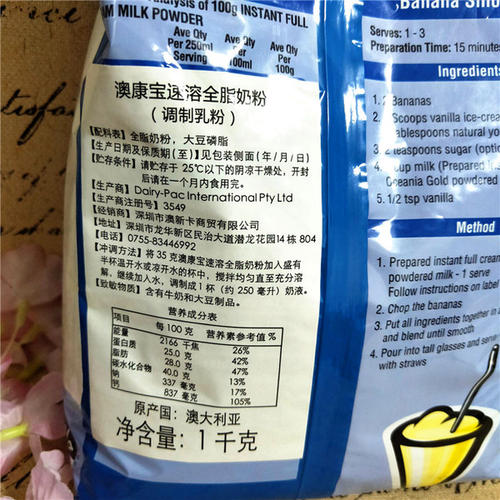 nalysis of 100g INSTANT FULL
AM MILK POWDER
Ave Qty Per 250ml Serving
Ave Qty Per 100ml
Ave Qty Per 100g
澳康宝速溶全脂奶粉
（调制乳粉）
【配料表】全脂奶粉，大豆磷脂
【生产日期及保质期（至）】见包装侧面（年/月/日）
【贮存条件】请贮存于 25℃以下的阴凉干燥处，开封
后请在一个月内食用完。
【生产商】Dairy-Pac International Pty Ltd
【生产商注册号】3549
【经销商】深圳市澳新卡商贸有限公司
深圳市龙华新区民治大道潜龙花园14栋 804
【电话】0755-83446992
【冲调方法】将 35 克澳康宝速溶全脂奶粉加入盛有
半杯温开水或凉开水的杯中，搅拌均匀直至充分溶
解，继续加入水，调制成1杯（约 250 毫升）奶液。
【致敏物质】含有牛奶和大豆制品。
营养成分表
项目 每100克 营养素参考值 %
能量 2166 千焦 26%
蛋白质 25.0 克 42%
脂肪 28.0 克 47%
碳水化合物 40.0 克 13%
钠 337 毫克 17%
钙 837 毫克 105%
原产国：澳大利亚
净含量：1千克
Banana Smo
Serves: 1 - 3
Preparation Time: 15 minutes
Ingredients
1. 2 Bananas
2. Scoops vanilla ice-crea
tablespoons natural yo
3. 2 teaspoons sugar (optio
4. cup milk (Prepared In
Oceania Gold powdered
5. 1/2 tsp vanilla
Method
1. Prepared instant full cream
powdered milk - 1 serve
Follow instructions on label
2. Chop the bananas
3. Put all ingredients together in
and blend until smooth
4. Pour into tall glasses and serve
with straws